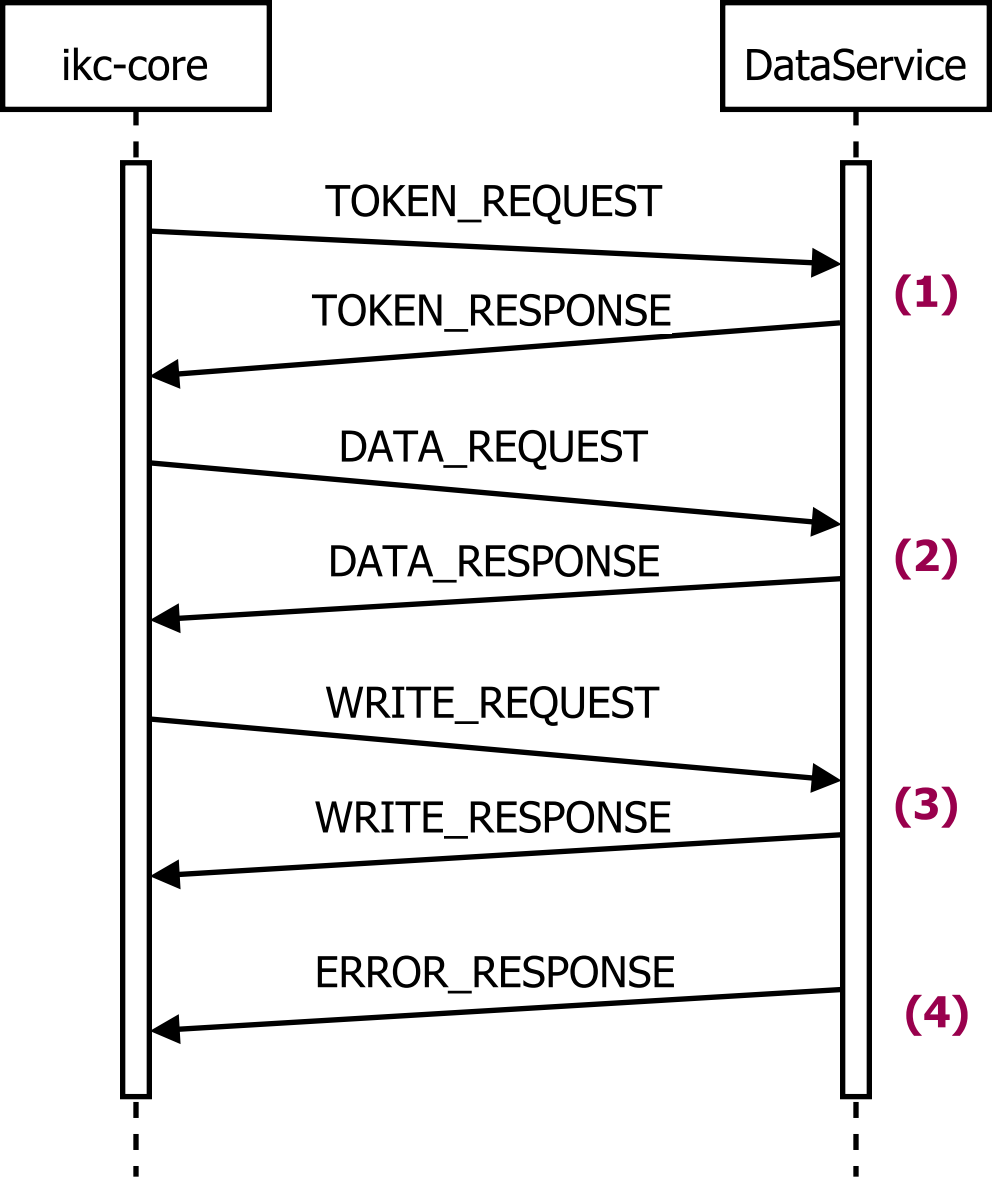 ikc-core
DataService
TOKEN_REQUEST
(1)
TOKEN_RESPONSE
DATA_REQUEST
(2)
DATA_RESPONSE
WRITE_REQUEST
(3)
WRITE_RESPONSE
ERROR_RESPONSE
(4)